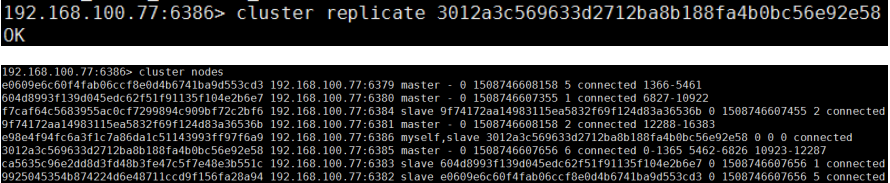 192.168.100.77:6386> cluster replicate 3012a3c569633d2712ba8b188fa4b0bc56e92e58
OK
192.168.100.77:6386> cluster nodes
e0609e6c60f4fab06ccf8e0d4b6741ba9d553cd3 192.168.100.77:6379 master - 0 1508746608158 5 connected 1366-5461
604d8993f139d045edc62f51f91135f104e2b6e7 192.168.100.77:6380 master - 0 1508746607355 1 connected 6827-10922
f7caf64c5683955ac0cf7299894c909bf72c2bf6 192.168.100.77:6384 slave 9f74172aa14983115ea5832f69f124d83a36536b 0 1508746607455 2 connected
9f74172aa14983115ea5832f69f124d83a36536b 192.168.100.77:6381 master - 0 1508746608158 2 connected 12288-16383
e98e4f94fc6a3f1c7a86da1c51143993ff97f6a9 192.168.100.77:6386 myself,slave 3012a3c569633d2712ba8b188fa4b0bc56e92e58 0 0 0 connected
3012a3c569633d2712ba8b188fa4b0bc56e92e58 192.168.100.77:6385 master - 0 1508746607656 6 connected 0-1365 5462-6826 10923-12287
ca5635c96e2dd8d3fd48b3fe47c5f7e48e3b551c 192.168.100.77:6383 slave 604d8993f139d045edc62f51f91135f104e2b6e7 0 1508746607656 1 connected
9925045354b874224d6e48711ccd9f156fa28a94 192.168.100.77:6382 slave e0609e6c60f4fab06ccf8e0d4b6741ba9d553cd3 0 1508746607656 5 connected